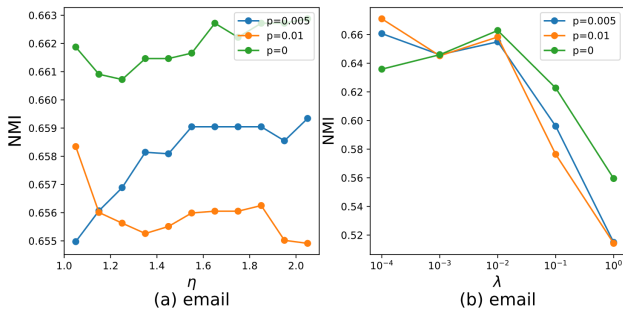 0.663
0.662
0.661
0.660
0.659
0.658
0.657
0.656
0.655
NMI
1.0 1.2 1.4 1.6 1.8 2.0
η
(a) email
p=0.005
p=0.01
p=0
0.66
0.64
0.62
0.60
0.58
0.56
0.54
0.52
NMI
10⁻⁴ 10⁻³ 10⁻² 10⁻¹ 10⁰
λ
(b) email
p=0.005
p=0.01
p=0